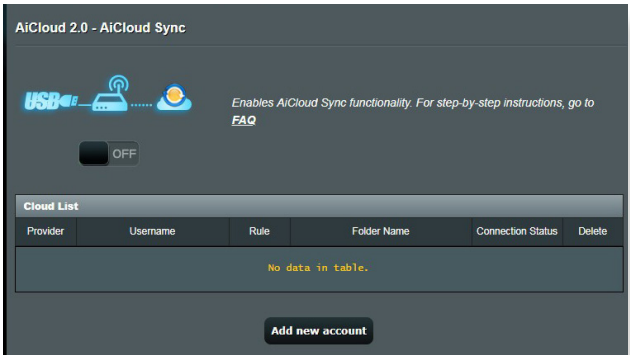 AiCloud 2.0 - AiCloud Sync
USB
Enables AiCloud Sync functionality. For step-by-step instructions, go to
FAQ
OFF
Cloud List
Provider Username Rule Folder Name Connection Status Delete
No data in table.
Add new account